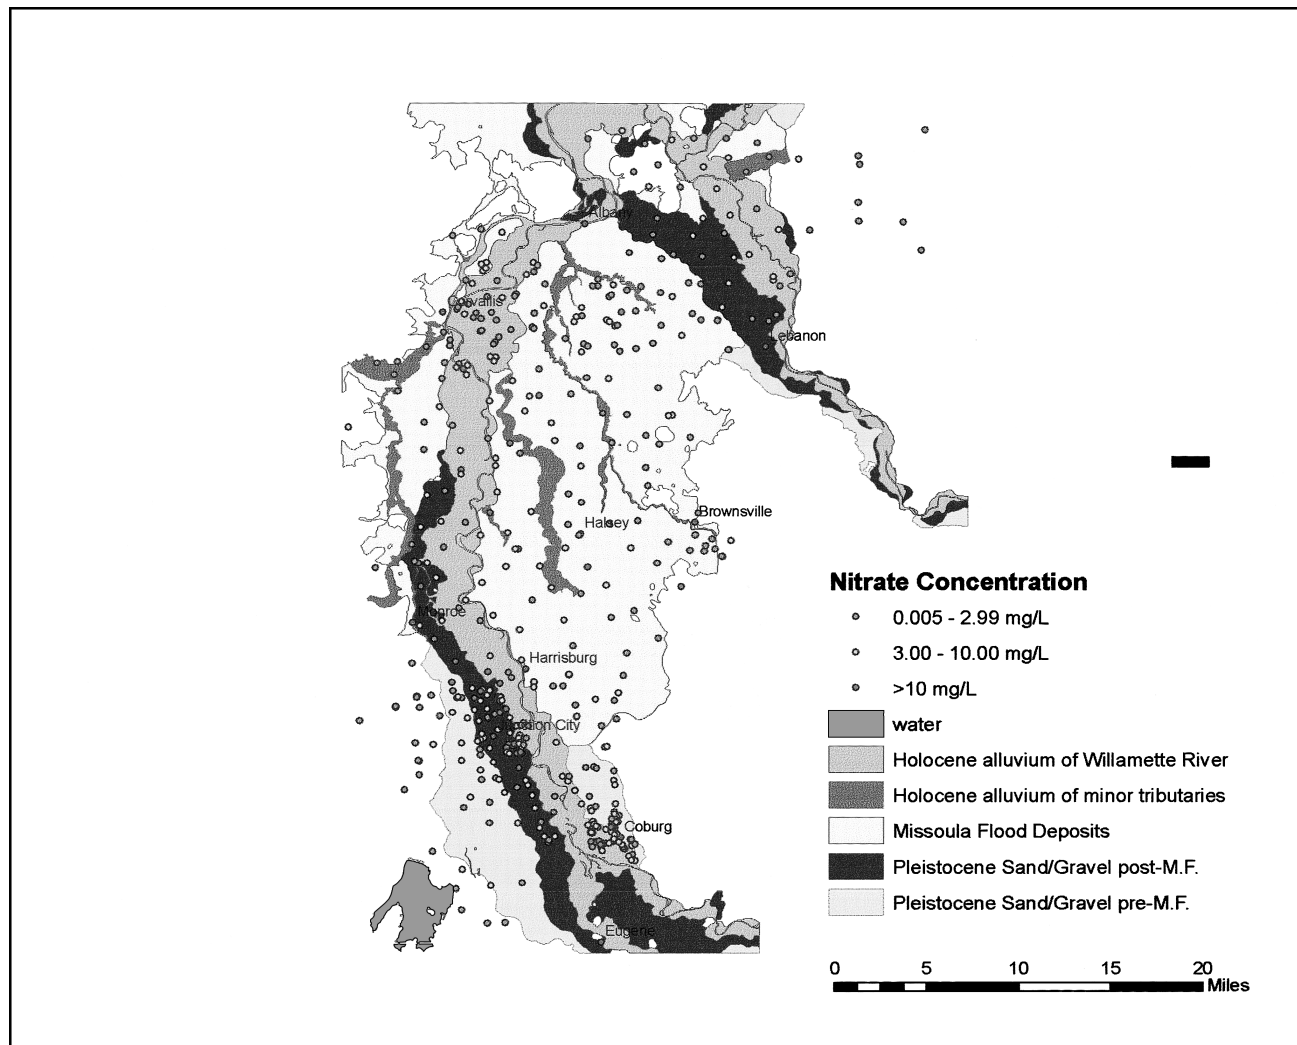 Albany
Corvallis
Lebanon
Halsey
Brownsville
Monroe
Harrisburg
Junction City
Coburg
Eugene
Nitrate Concentration
0.005 - 2.99 mg/L
3.00 - 10.00 mg/L
>10 mg/L
water
Holocene alluvium of Willamette River
Holocene alluvium of minor tributaries
Missoula Flood Deposits
Pleistocene Sand/Gravel post-M.F.
Pleistocene Sand/Gravel pre-M.F.
0 5 10 15 20
Miles